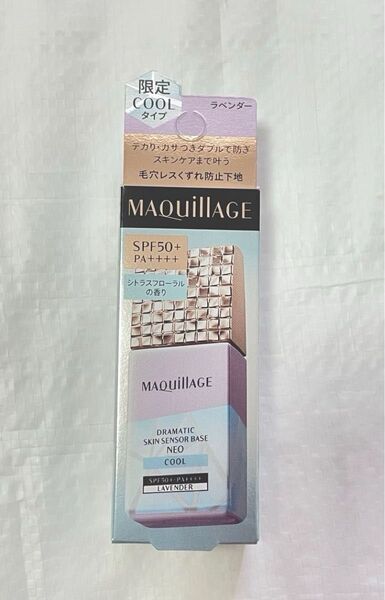 限定
COOL
タイプ
ラベンダー
テカリ・カサつきダブルで防ぎ
スキンケアまで叶う
毛穴レスくずれ防止下地
MAQuillAGE
SPF50+
PA++++
シトラスフローラル
の香り
MAQuillAGE
DRAMATIC
SKIN SENSOR BASE
NEO
COOL
SPF50+・PA++++
LAVENDER